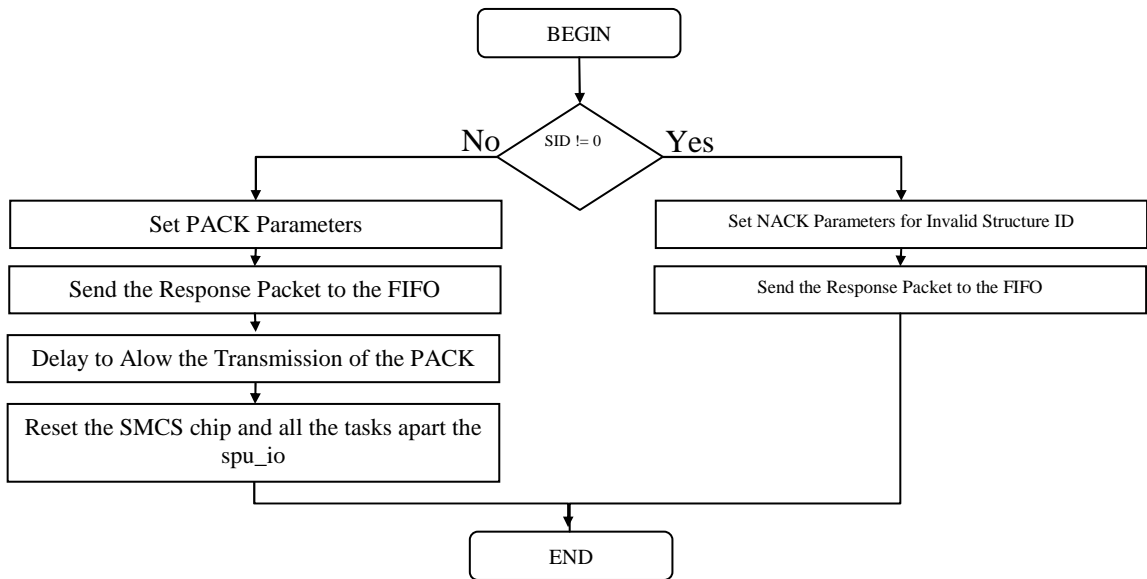 BEGIN
SID != 0
No
Yes
Set PACK Parameters
Set NACK Parameters for Invalid Structure ID
Send the Response Packet to the FIFO
Send the Response Packet to the FIFO
Delay to Alow the Transmission of the PACK
Reset the SMCS chip and all the tasks apart the
spu_io
END